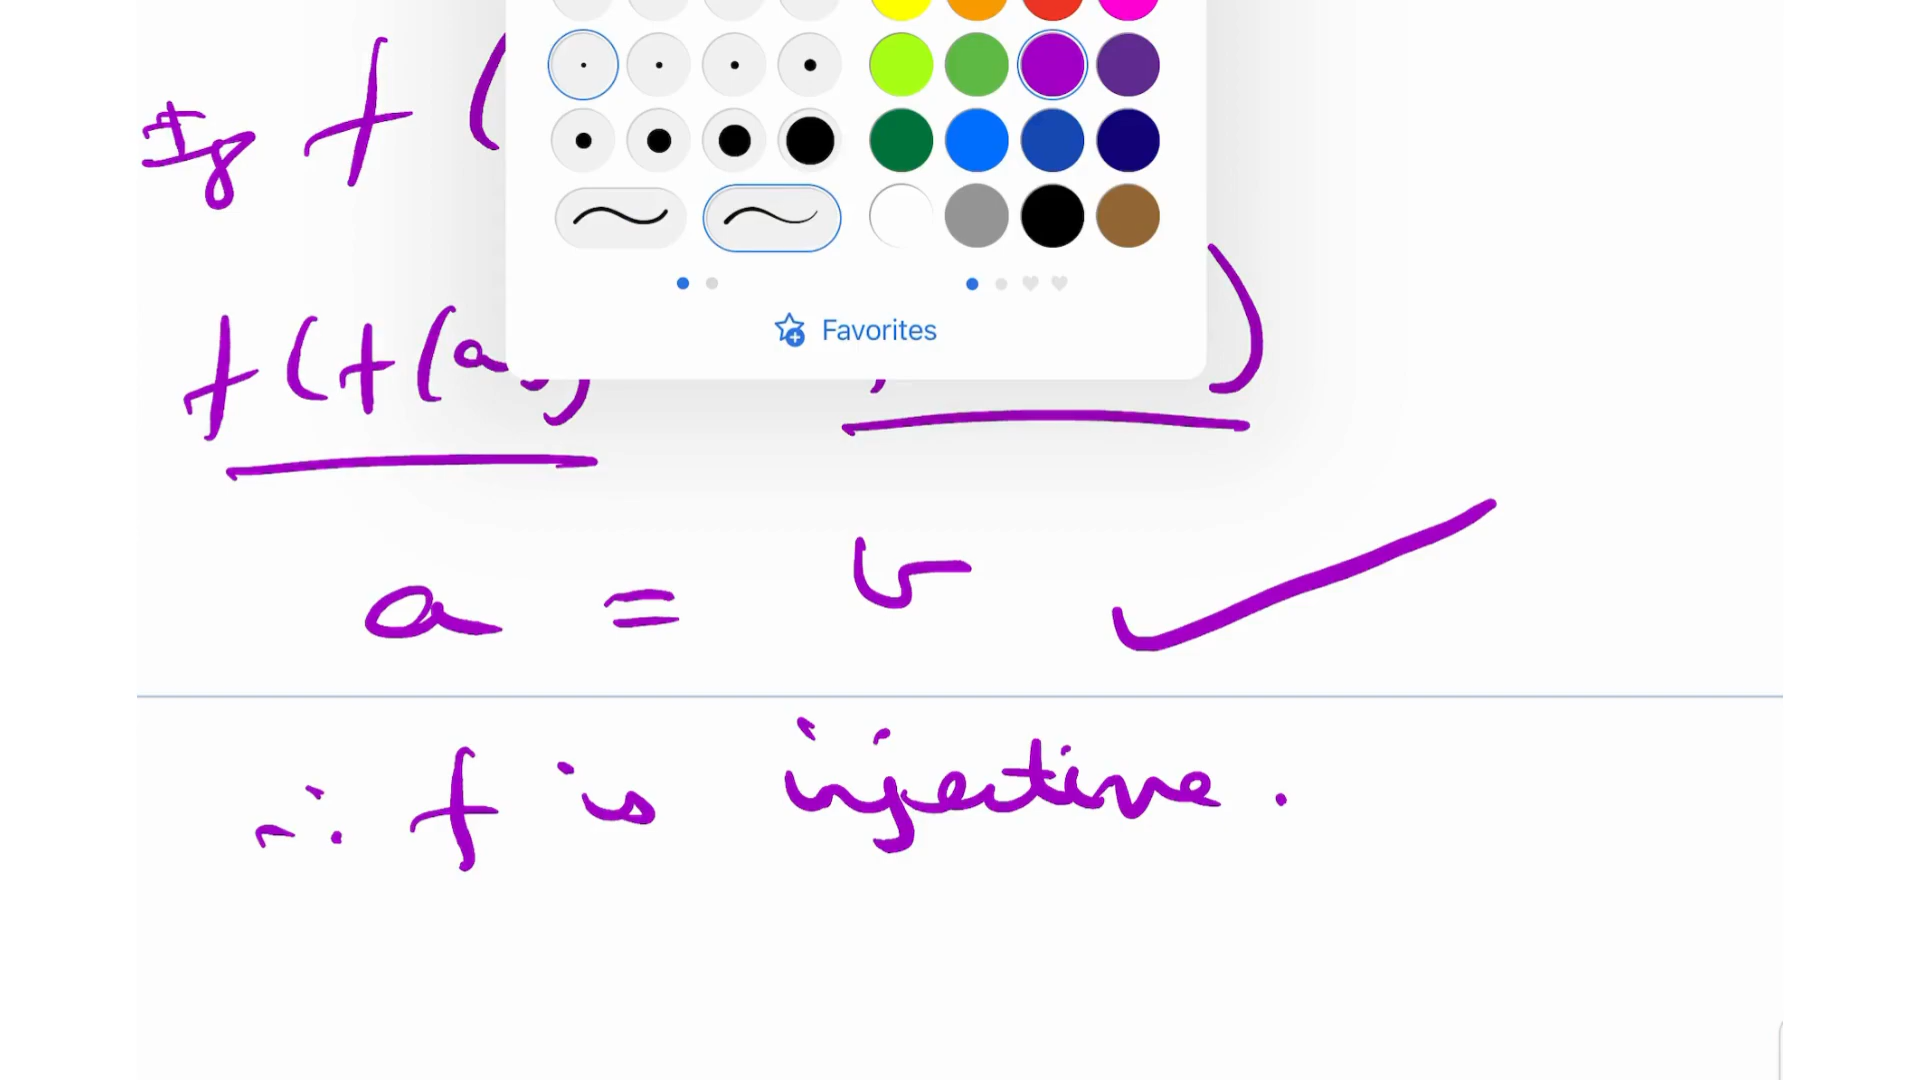 If f(
Favorites
f(f(a))
)
a = b
∴ f is injective.